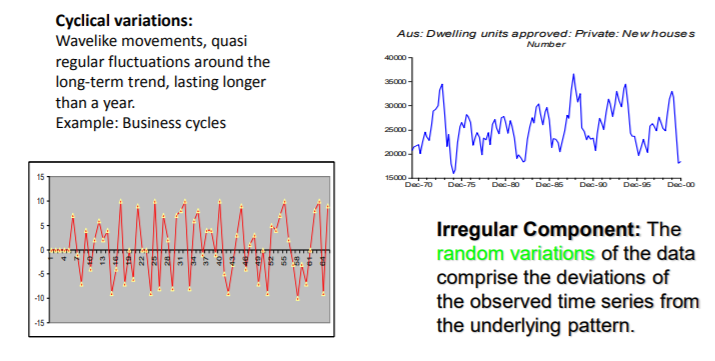 Cyclical variations:
Wavelike movements, quasi
regular fluctuations around the
long-term trend, lasting longer
than a year.
Example: Business cycles
Aus: Dwelling units approved: Private: New houses
Number
40000
35000
30000
25000
20000
15000
Dec-70 Dec-75 Dec-80 Dec-85 Dec-90 Dec-95 Dec-00
15
10
5
0
-5
-10
-15
1 4 7 10 13 16 19 22 25 28 31 34 37 40 43 46 49 52 55 58 61 64
Irregular Component: The
random variations of the data
comprise the deviations of
the observed time series from
the underlying pattern.